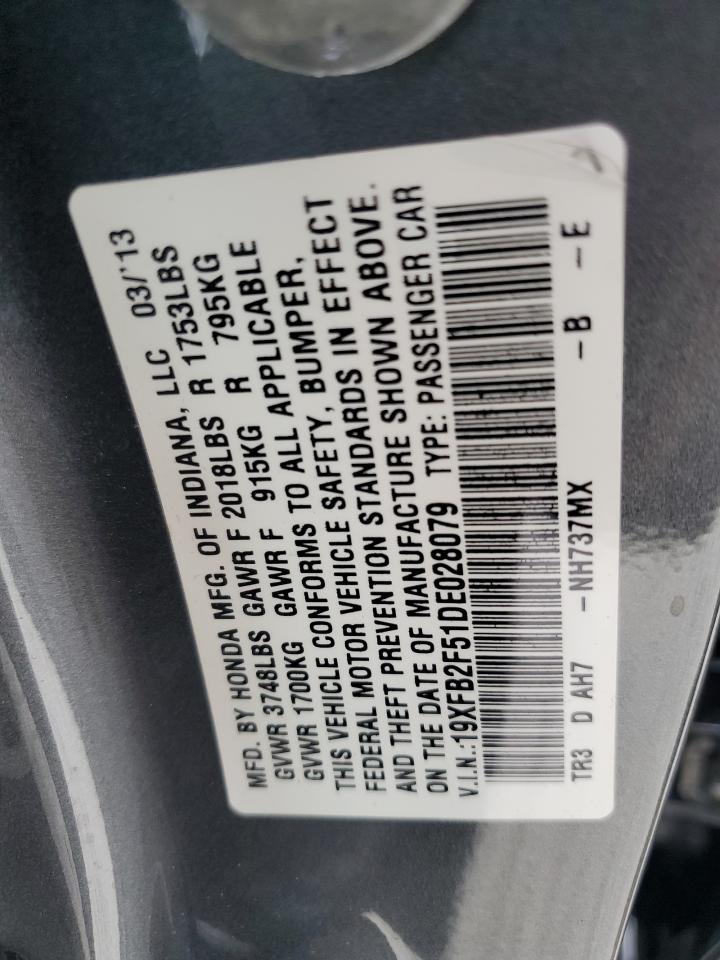 MFD. BY HONDA MFG. OF INDIANA, LLC 03/'13
GVWR 3748LBS GAWR F 2018LBS R 1753LBS
GVWR 1700KG GAWR F 915KG R 795KG
THIS VEHICLE CONFORMS TO ALL APPLICABLE
FEDERAL MOTOR VEHICLE SAFETY, BUMPER,
AND THEFT PREVENTION STANDARDS IN EFFECT
ON THE DATE OF MANUFACTURE SHOWN ABOVE.
V.I.N.:19XFB2F51DE028079 TYPE: PASSENGER CAR
TR3 D AH7 -NH737MX -B -E